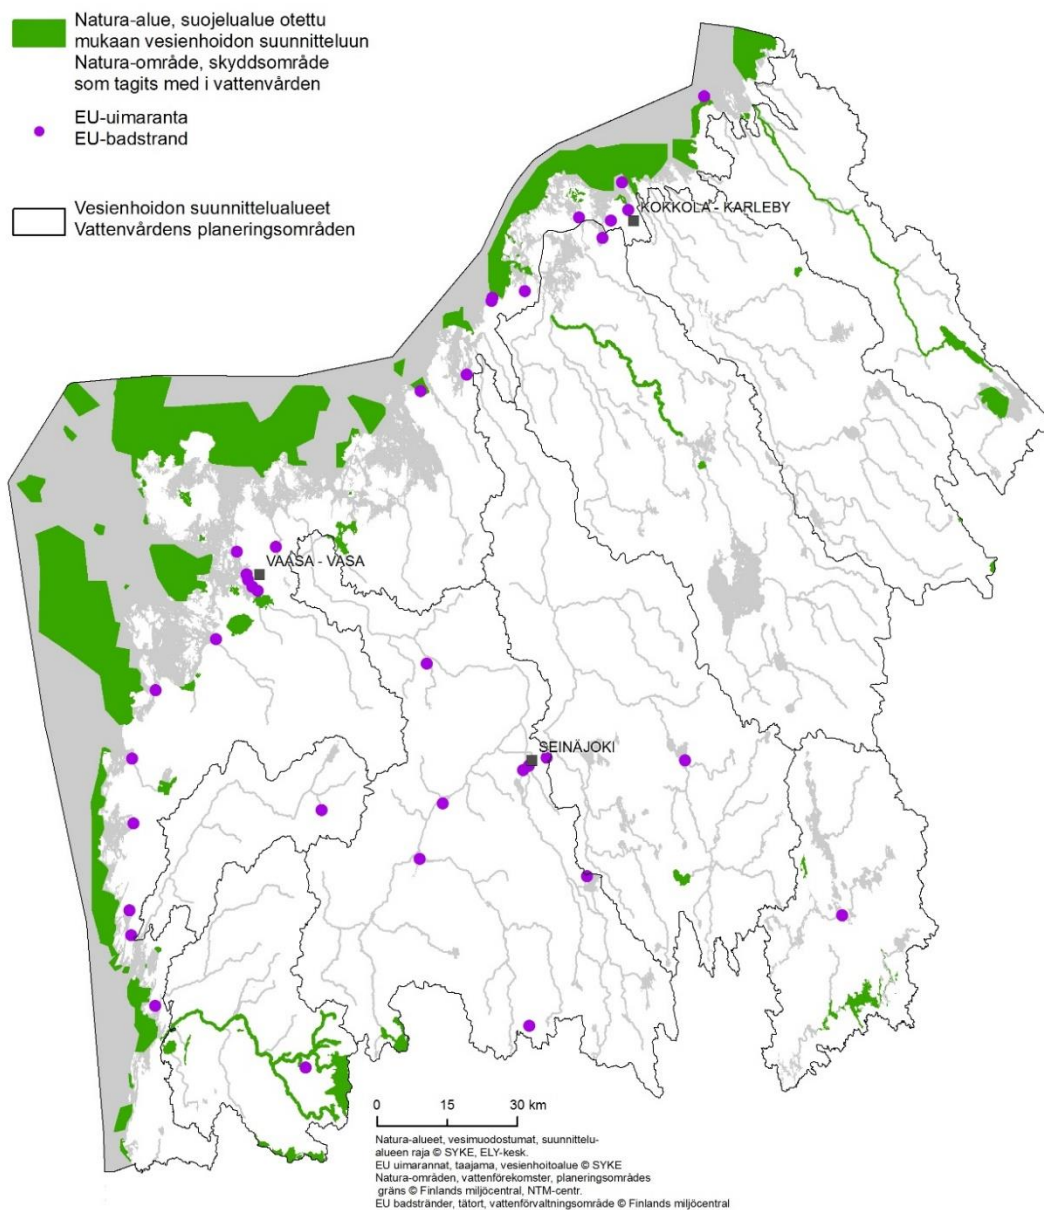 Natura-alue, suojelualue otettu
mukaan vesienhoidon suunnitteluun
Natura-område, skyddsområde
som tagits med i vattenvården
EU-uimaranta
EU-badstrand
Vesienhoidon suunnittelualueet
Vattenvårdens planeringsområden
KOKKOLA - KARLEBY
VAASA - VASA
SEINÄJOKI
0 15 30 km
Natura-alueet, vesimuodostumat, suunnittelu-
alueen raja © SYKE, ELY-kesk.
EU uimarannat, taajama, vesienhoitoalue © SYKE
Natura-områden, vattenförekomster, planeringsområdes
gräns © Finlands miljöcentral, NTM-centr.
EU badstränder, tätort, vattenförvaltningsområde © Finlands miljöcentral